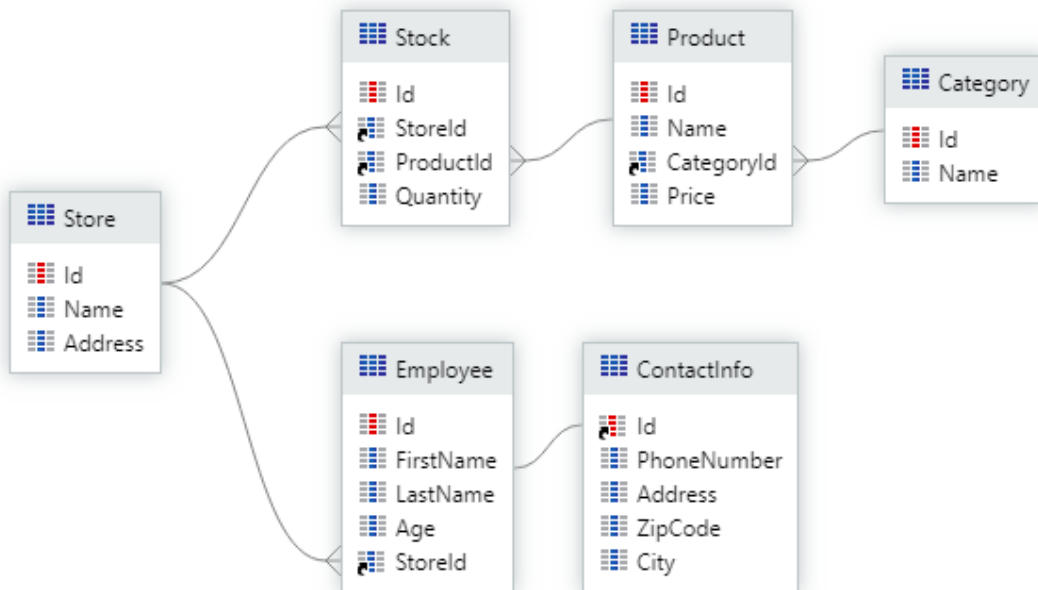 Stock
Id
StoreId
ProductId
Quantity
Product
Id
Name
CategoryId
Price
Category
Id
Name
Store
Id
Name
Address
Employee
Id
FirstName
LastName
Age
StoreId
ContactInfo
Id
PhoneNumber
Address
ZipCode
City